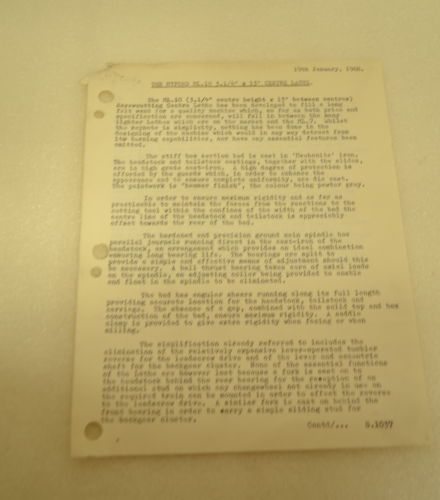 19th January, 1968.
THE MYFORD ML.10 3.1/4" x 13" CENTRE LATHE.
The ML.10 (3.1/4" centre height x 13" between centres)
Screwcutting Centre Lathe has been developed to fill a long
felt want for a quality machine which, so far as both price and
specification are concerned, will fall in between the many
lighter lathes which are on the market and the ML.7. Whilst
the keynote is simplicity, nothing has been done in the
designing of the machine which would in any way detract from
its turning capabilities, nor have any essential features been
omitted.
The stiff box section bed is cast in 'Meehanite' iron.
The headstock and tailstock castings, together with the slides,
are in high grade cast-iron. A high degree of protection is
afforded by the guards which, in order to enhance the
appearance and to ensure complete uniformity, are die cast.
The paintwork is 'hammer finish', the colour being pewter grey.
In order to ensure maximum rigidity and as far as
practicable to maintain the forces from the reactions to the
cutting tool within the confines of the width of the bed the
centre line of the headstock and tailstock is appreciably
offset towards the rear of the bed.
The hardened and precision ground main spindle has
parallel journals running direct in the cast-iron of the
headstock, an arrangement which provides an ideal combination
ensuring long bearing life. The bearings are split to
provide a simple and effective means of adjustment should this
be necessary. A ball thrust bearing takes care of axial loads
on the spindle, an adjusting collar being provided to enable
end float in the spindle to be eliminated.
The bed has angular shears running along its full length
providing accurate location for the headstock, tailstock and
carriage. The absence of a gap, combined with the solid top and box
construction of the bed, ensure maximum rigidity. A saddle
clamp is provided to give extra rigidity when facing or when
milling.
The simplification already referred to includes the
elimination of the relatively expensive lever-operated tumbler
reverse for the leadscrew drive and of the lever and eccentric
shaft for the backgear cluster. None of the essential functions
of the lathe are however lost because a fork is cast on to
the headstock behind the rear bearing for the reception of an
additional stud on which any changewheel not already in use on
the required train can be mounted in order to effect the reverse
to the leadscrew drive. A similar fork is cast on behind the
front bearing in order to carry a simple sliding stud for
the backgear cluster.
Contd/... S.1037